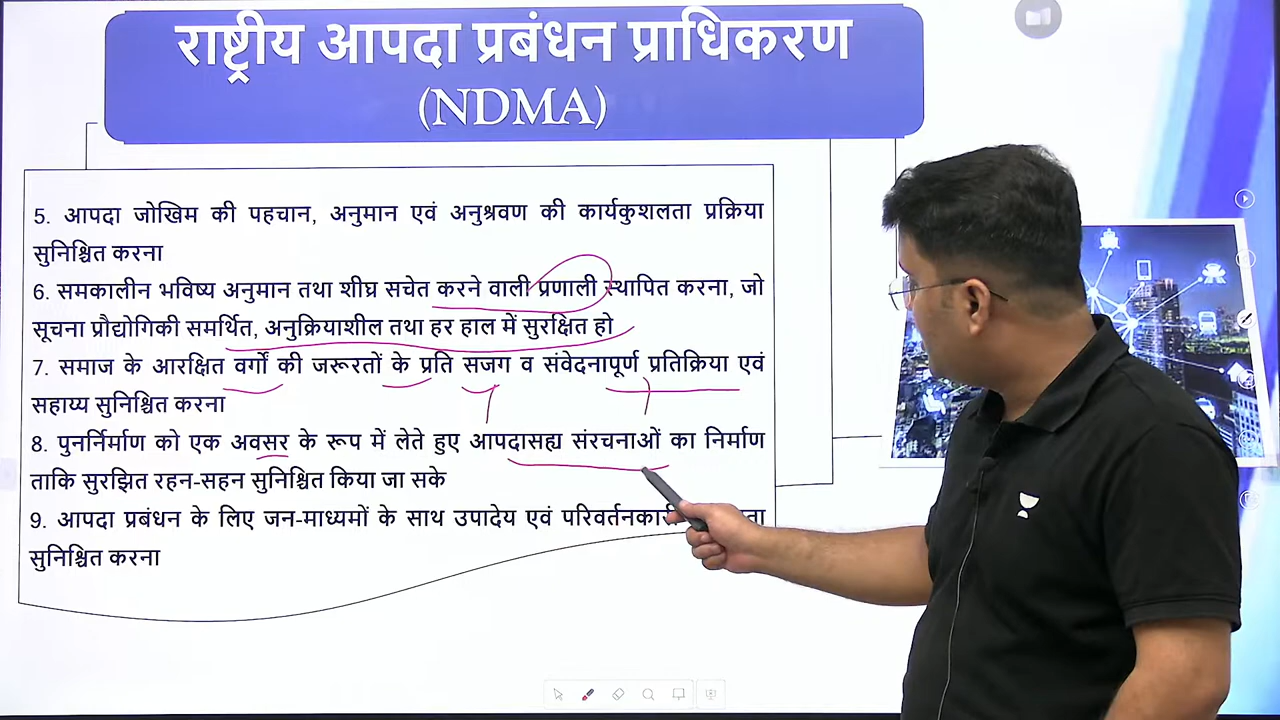 राष्ट्रीय आपदा प्रबंधन प्राधिकरण
(NDMA)
5. आपदा जोखिम की पहचान, अनुमान एवं अनुश्रवण की कार्यकुशलता प्रक्रिया
सुनिश्चित करना
6. समकालीन भविष्य अनुमान तथा शीघ्र सचेत करने वाली प्रणाली स्थापित करना, जो
सूचना प्रौद्योगिकी समर्थित, अनुक्रियाशील तथा हर हाल में सुरक्षित हो
7. समाज के आरक्षित वर्गों की जरूरतों के प्रति सजग व संवेदनापूर्ण प्रतिक्रिया एवं
सहाय्य सुनिश्चित करना
8. पुनर्निर्माण को एक अवसर के रूप में लेते हुए आपदासह्य संरचनाओं का निर्माण
ताकि सुरझित रहन-सहन सुनिश्चित किया जा सके
9. आपदा प्रबंधन के लिए जन-माध्यमों के साथ उपादेय एवं
सुनिश्चित करना